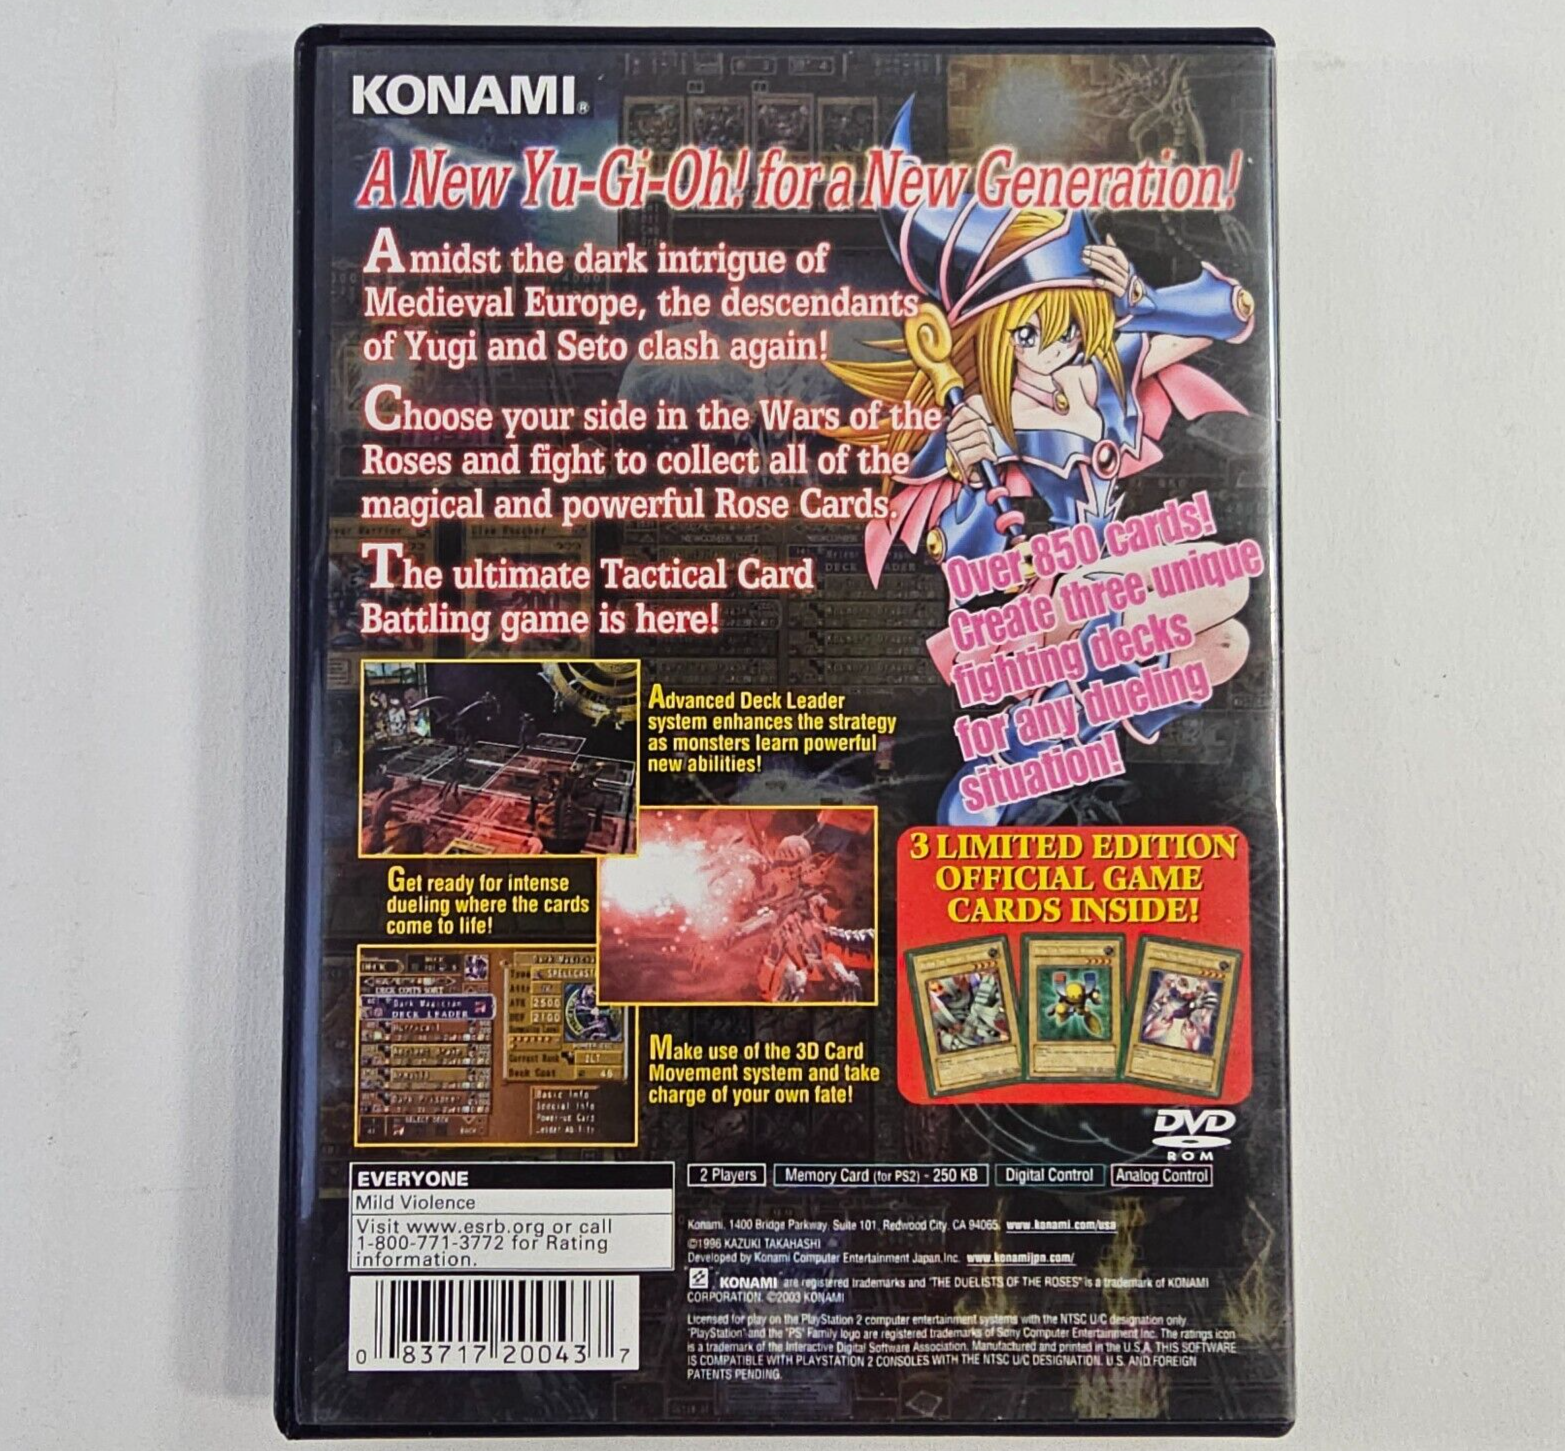 KONAMI®
A New Yu-Gi-Oh! for a New Generation!
Amidst the dark intrigue of
Medieval Europe, the descendants
of Yugi and Seto clash again!
Choose your side in the Wars of the
Roses and fight to collect all of the
magical and powerful Rose Cards.
The ultimate Tactical Card
Battling game is here!
Over 850 cards!
Create three unique
fighting decks
for any dueling
situation!
Advanced Deck Leader
system enhances the strategy
as monsters learn powerful
new abilities!
Get ready for intense
dueling where the cards
come to life!
Dark Magician
DECK LEADER
2500
2100
Basic Info
Special Info
Make use of the 3D Card
Movement system and take
charge of your own fate!
3 LIMITED EDITION
OFFICIAL GAME
CARDS INSIDE!
DVD
ROM
EVERYONE
Mild Violence
Visit www.esrb.org or call
1-800-771-3772 for Rating
information.
2 Players
Memory Card (for PS2) - 250 KB
Digital Control
Analog Control
Konami, 1400 Bridge Parkway, Suite 101, Redwood City, CA 94065. www.konami.com/usa
©1996 KAZUKI TAKAHASHI
Developed by Konami Computer Entertainment Japan, Inc. www.konamijpn.com/
KONAMI are registered trademarks and "THE DUELISTS OF THE ROSES" is a trademark of KONAMI
CORPORATION. ©2003 KONAMI
Licensed for play on the PlayStation 2 computer entertainment systems with the NTSC U/C designation only.
"PlayStation" and the "PS" Family logo are registered trademarks of Sony Computer Entertainment Inc. The ratings icon
is a trademark of the Interactive Digital Software Association. Manufactured and printed in the U.S.A. THIS SOFTWARE
IS COMPATIBLE WITH PLAYSTATION 2 CONSOLES WITH THE NTSC U/C DESIGNATION. U.S. AND FOREIGN
PATENTS PENDING.
0 83717 20043 7